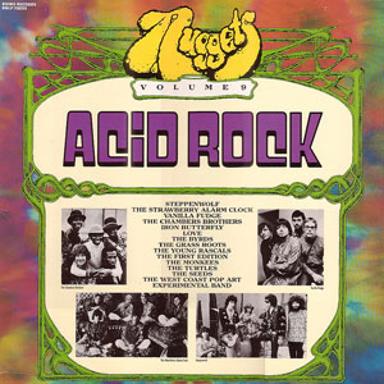 RHINO RECORDS
Nuggets
VOLUME 9
ACID ROCK
STEPPENWOLF
THE STRAWBERRY ALARM CLOCK
VANILLA FUDGE
THE CHAMBERS BROTHERS
IRON BUTTERFLY
LOVE
THE BYRDS
THE GRASS ROOTS
THE YOUNG RASCALS
THE FIRST EDITION
THE MONKEES
THE TURTLES
THE SEEDS
THE WEST COAST POP ART
EXPERIMENTAL BAND